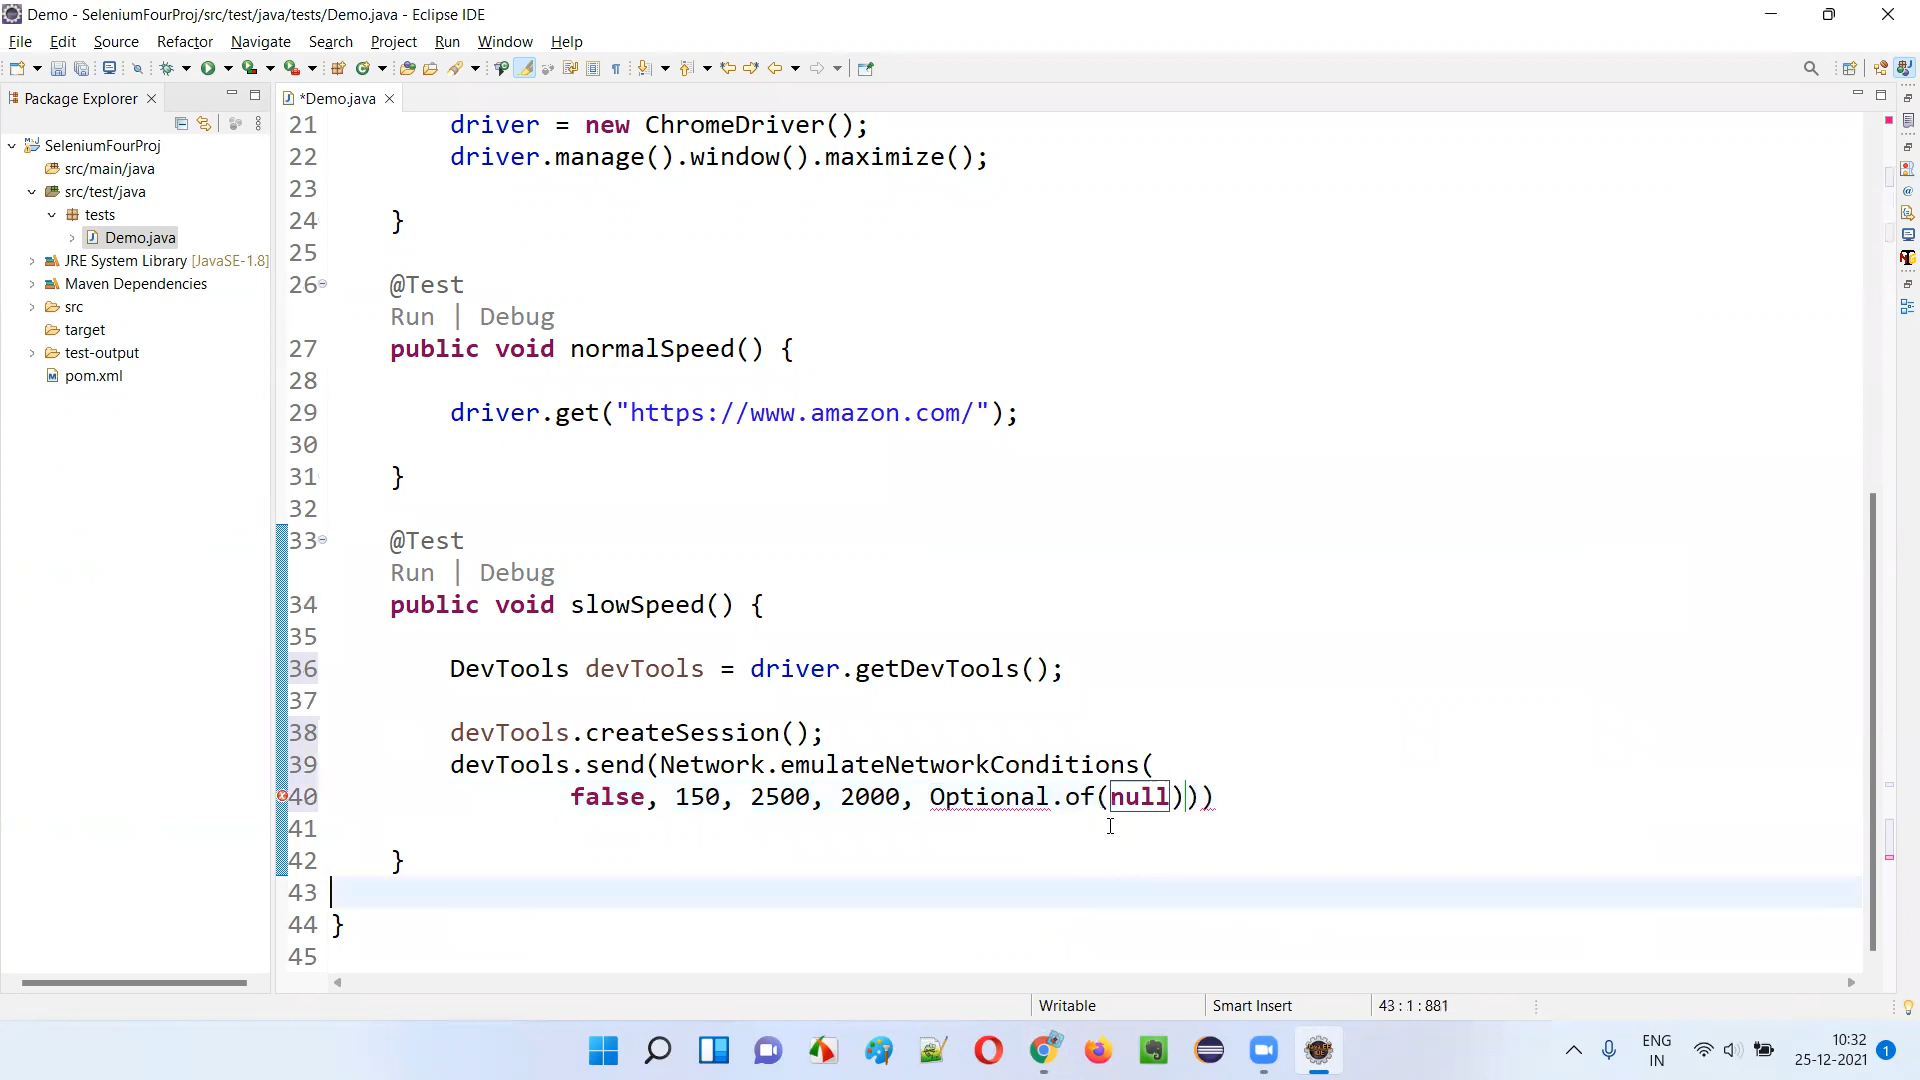 Demo - SeleniumFourProj/src/test/java/tests/Demo.java - Eclipse IDE
File Edit Source Refactor Navigate Search Project Run Window Help
Package Explorer
*Demo.java
SeleniumFourProj
src/main/java
src/test/java
tests
Demo.java
JRE System Library [JavaSE-1.8]
Maven Dependencies
src
target
test-output
pom.xml
21 driver = new ChromeDriver();
22 driver.manage().window().maximize();
23
24 }
25
26 @Test
Run | Debug
27 public void normalSpeed() {
28
29 driver.get("https://www.amazon.com/");
30
31 }
32
33 @Test
Run | Debug
34 public void slowSpeed() {
35
36 DevTools devTools = driver.getDevTools();
37
38 devTools.createSession();
39 devTools.send(Network.emulateNetworkConditions(
40 false, 150, 2500, 2000, Optional.of(null)))
41
42 }
43
44 }
45
Writable Smart Insert 43 : 1 : 881
ENG
IN
10:32
25-12-2021
1